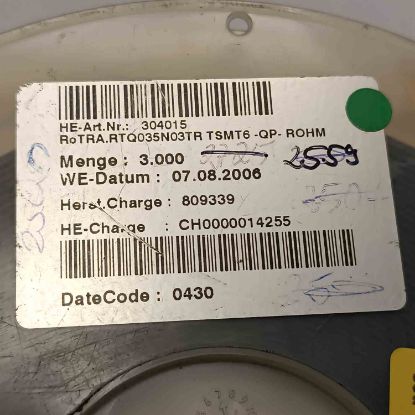 HE-Art.Nr.: 304015
RoTRA.RTQ035N03TR TSMT6 -QP- ROHM
Menge : 3.000 2559
WE-Datum : 07.08.2006
Herst.Charge : 809339
350
HE-Charge : CH0000014255
DateCode : 0430